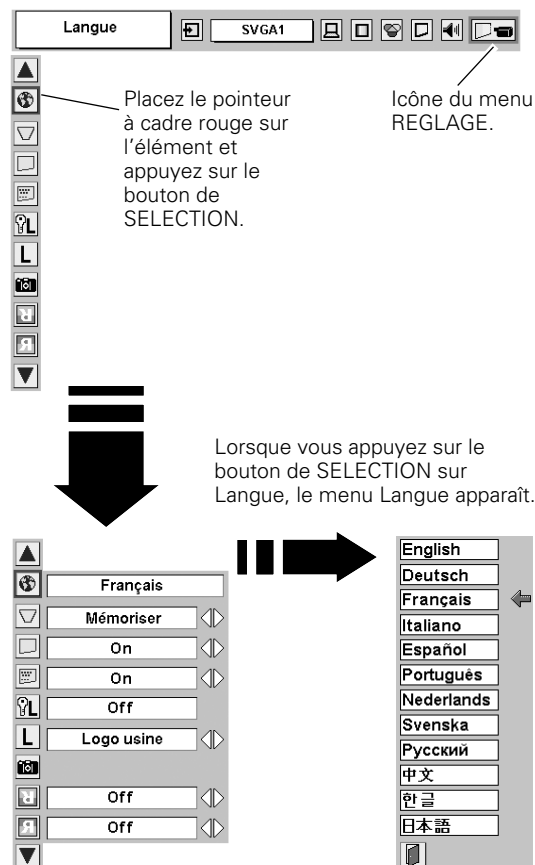 Langue
SVGA1
Placez le pointeur
à cadre rouge sur
l'élément et
appuyez sur le
bouton de
SELECTION.
Icône du menu
REGLAGE.
L
L
R
R
Lorsque vous appuyez sur le
bouton de SELECTION sur
Langue, le menu Langue apparaît.
Français
Mémoriser
On
On
L
Off
L
Logo usine
R
Off
R
Off
English
Deutsch
Français
Italiano
Español
Português
Nederlands
Svenska
Русский
中文
한글
日本語